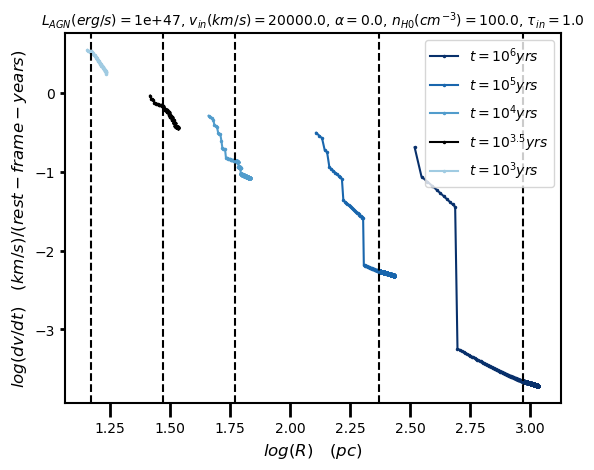 L_AGN(erg/s) = 1e+47, v_in(km/s) = 20000.0, α = 0.0, n_H0(cm^−3) = 100.0, τ_in = 1.0
log(dv/dt) (km/s)/(rest − frame − years)
0
−1
−2
−3
t = 10^6 yrs
t = 10^5 yrs
t = 10^4 yrs
t = 10^3.5 yrs
t = 10^3 yrs
1.25 1.50 1.75 2.00 2.25 2.50 2.75 3.00
log(R) (pc)